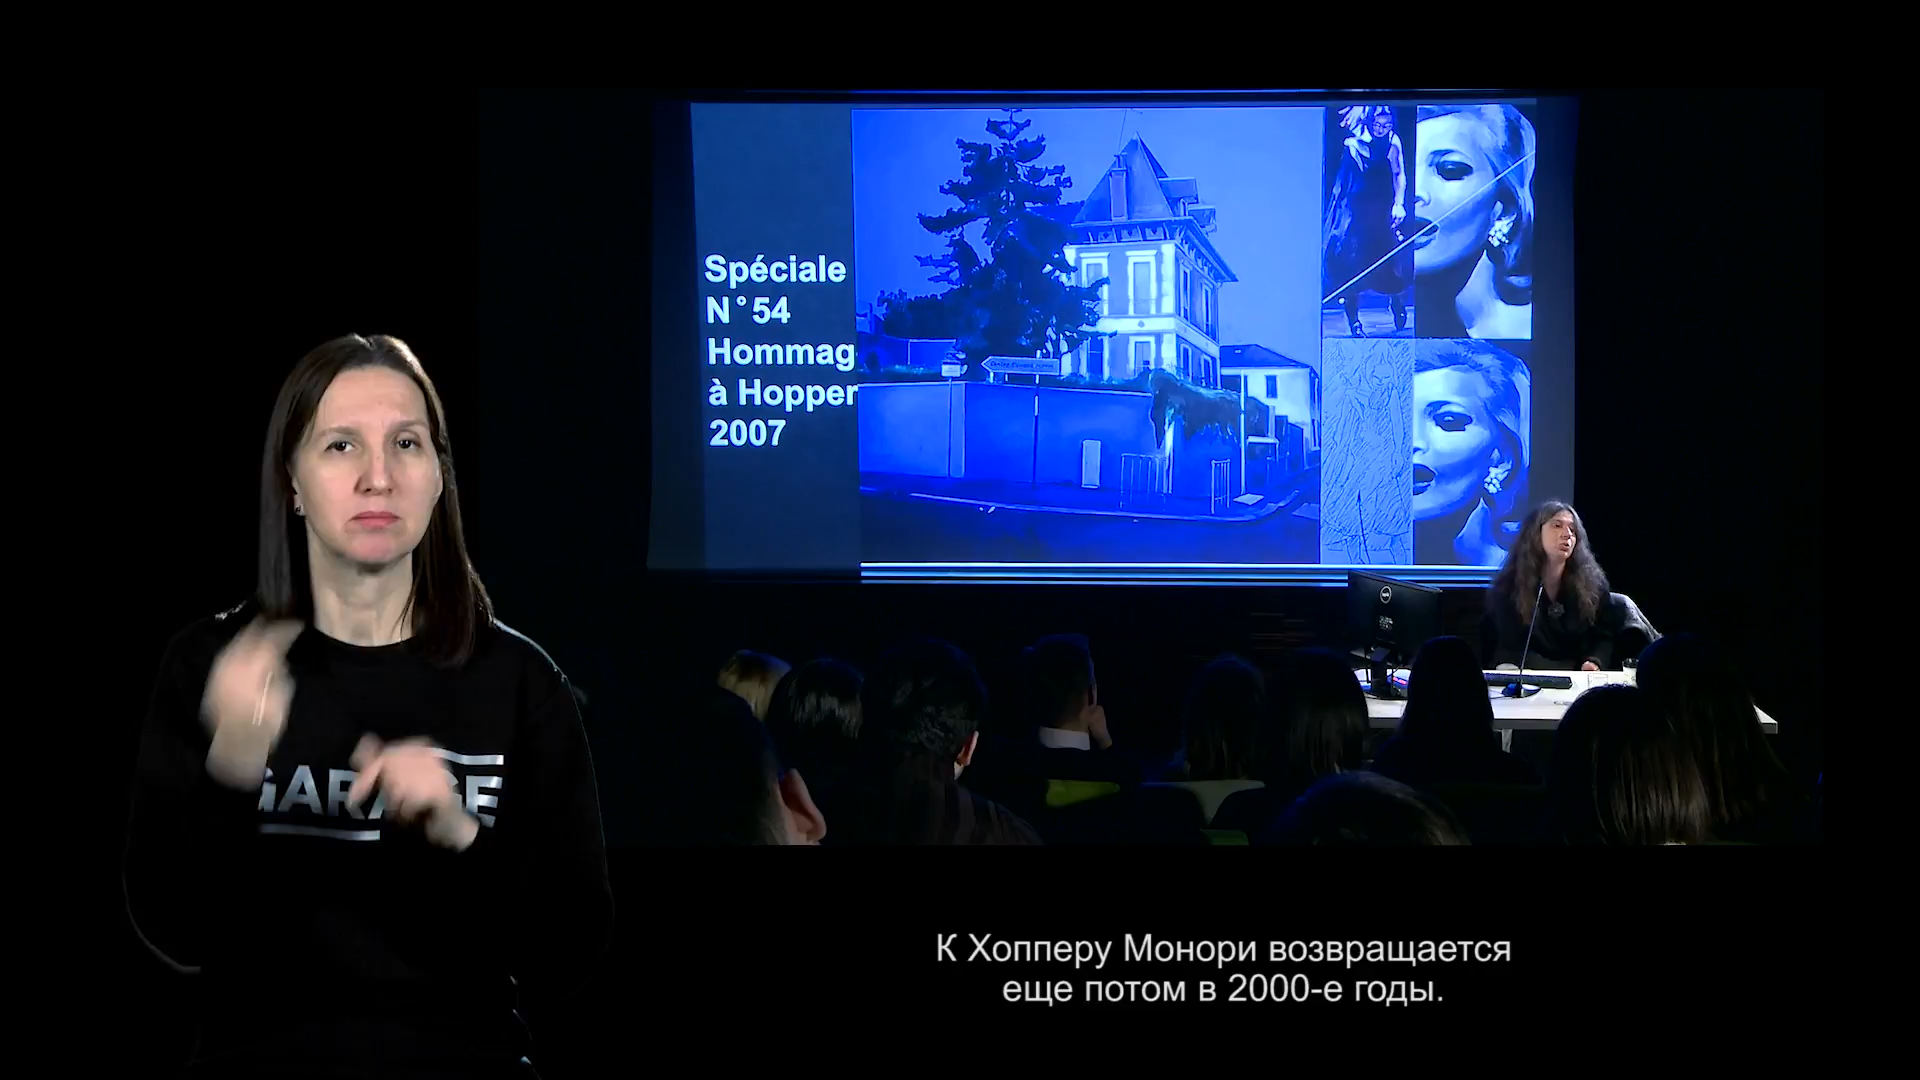 Spéciale
N°54
Hommag
à Hopper
2007
GARAGE
К Хопперу Монори возвращается
еще потом в 2000-е годы.